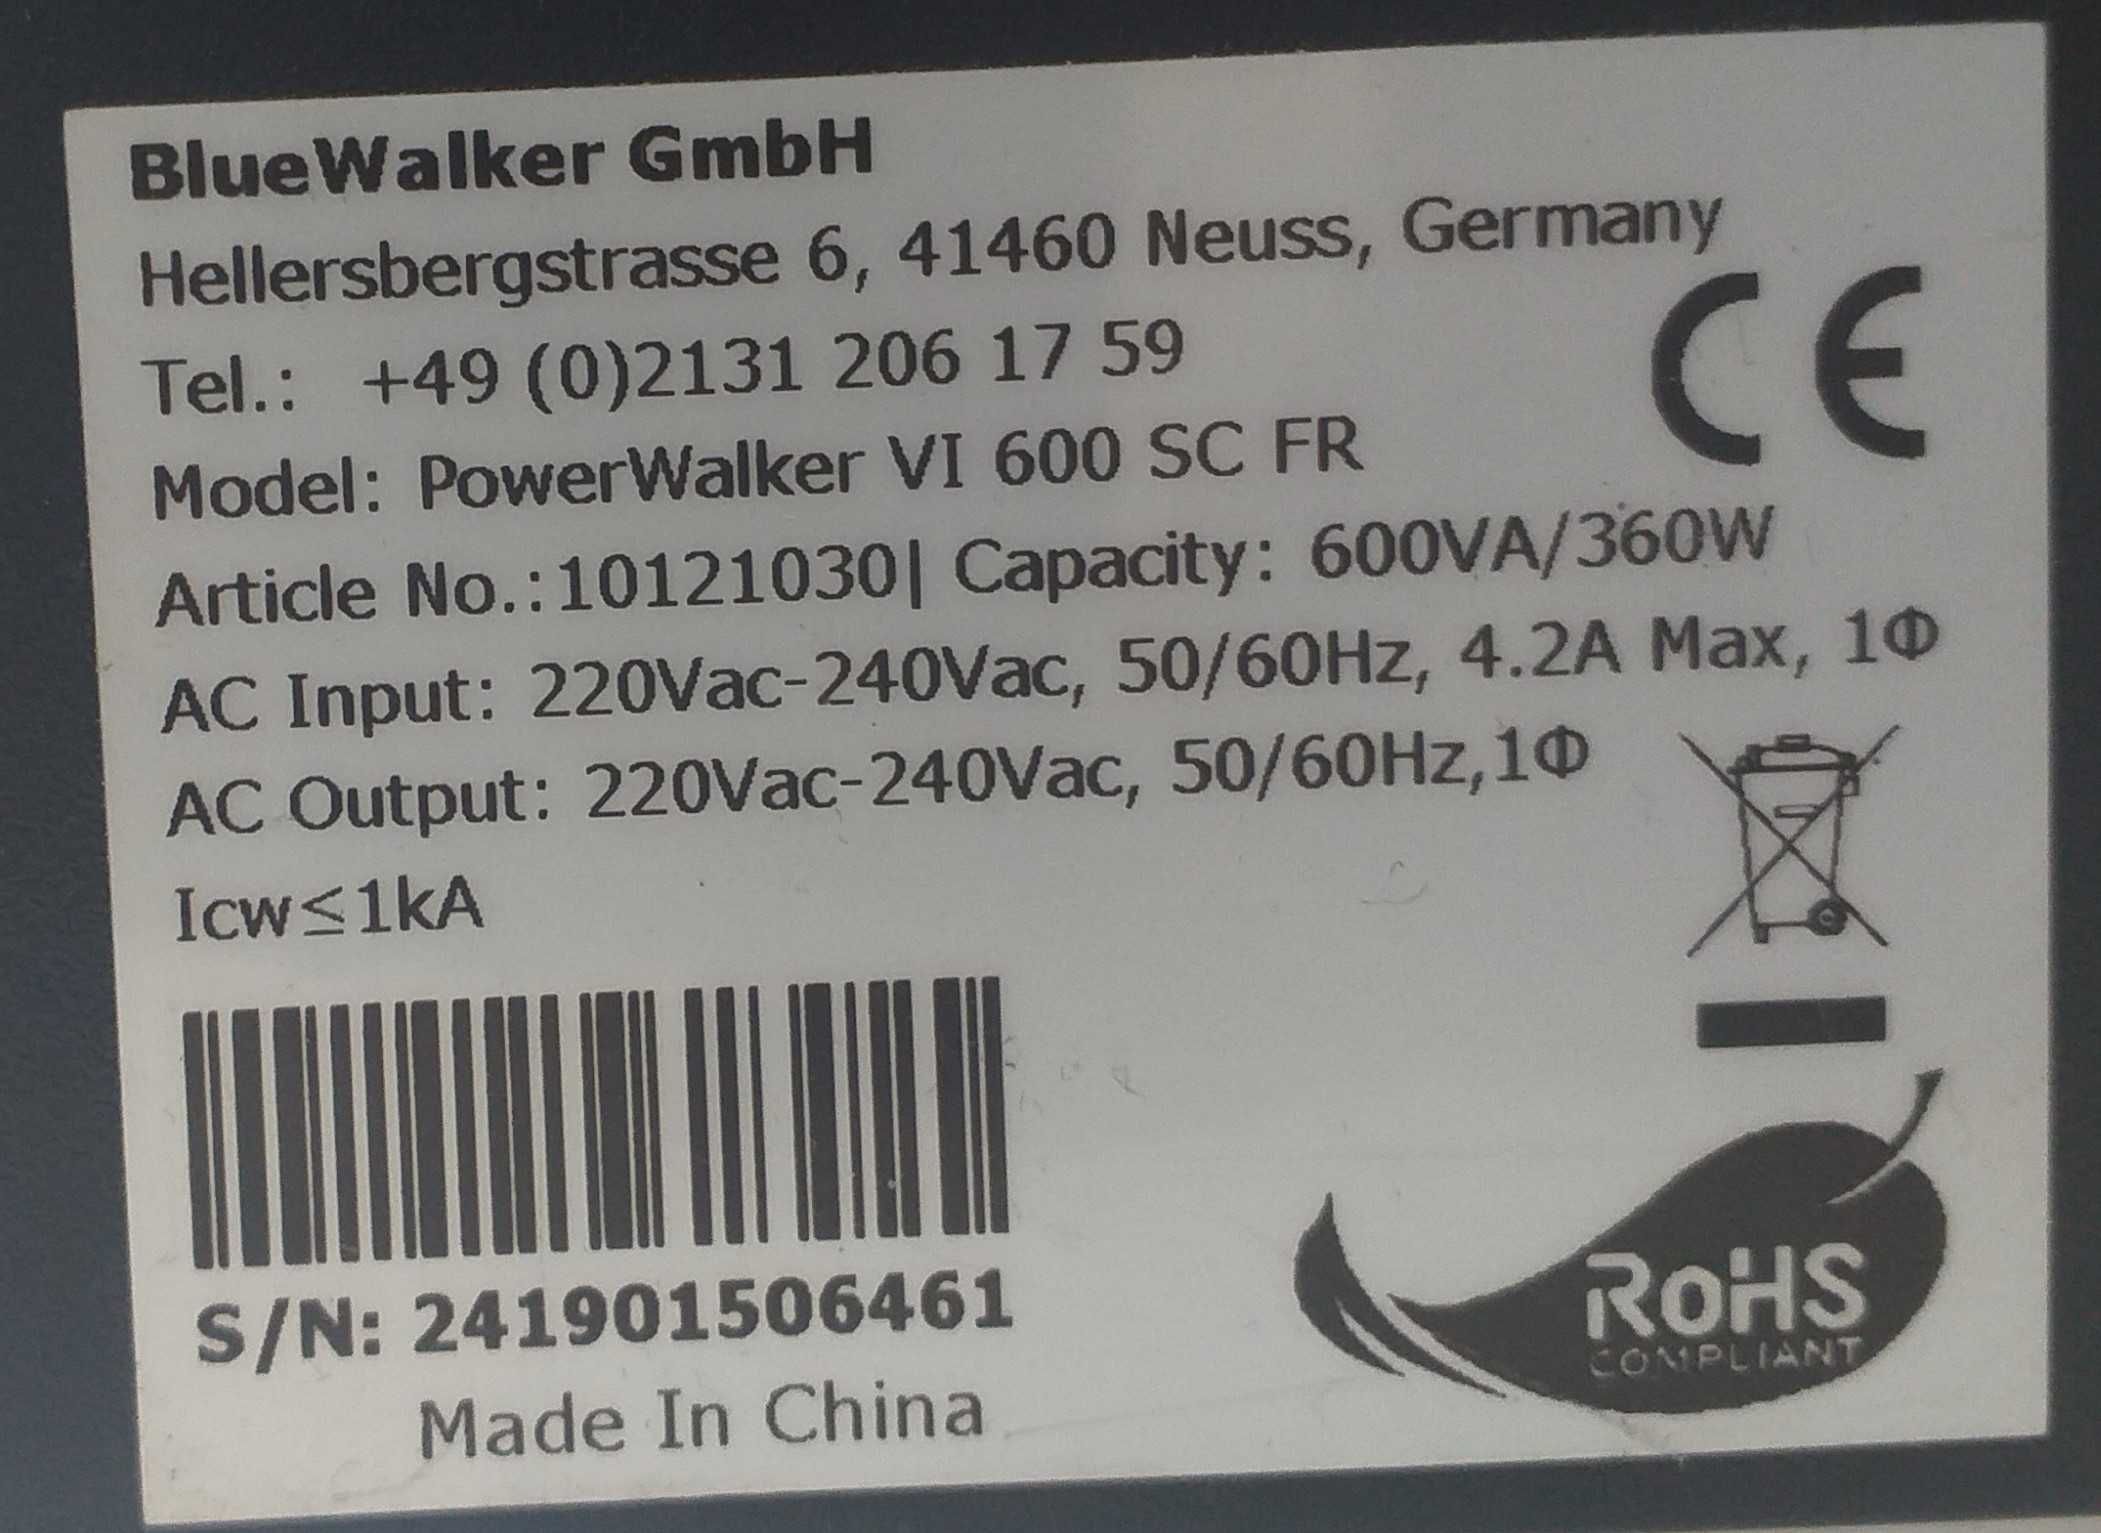 BlueWalker GmbH
Hellersbergstrasse 6, 41460 Neuss, Germany
Tel.: +49 (0)2131 206 17 59
CE
Model: PowerWalker VI 600 SC FR
Article No.:10121030| Capacity: 600VA/360W
AC Input: 220Vac-240Vac, 50/60Hz, 4.2A Max, 1Φ
AC Output: 220Vac-240Vac, 50/60Hz,1Φ
Icw≤1kA
S/N: 241901506461
Made In China
RoHS
COMPLIANT